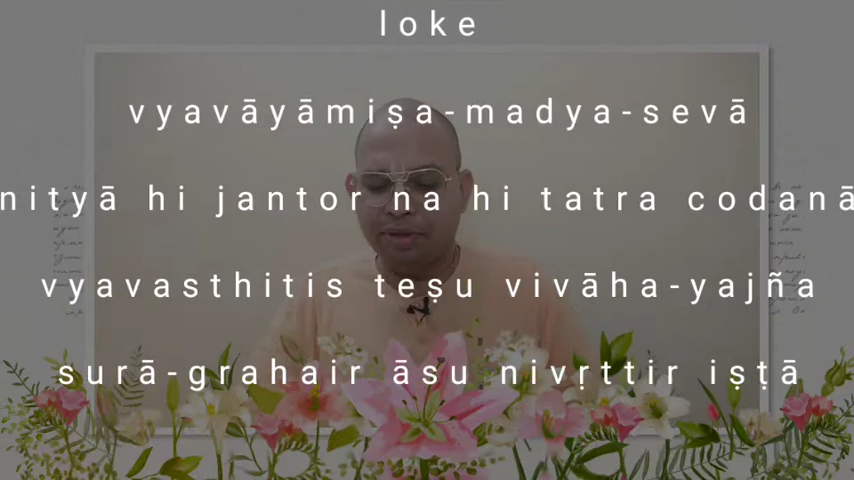 loke
vyavāyāmiṣa-madya-sevā
nityā hi jantor na hi tatra codanā
vyavasthitis teṣu vivāha-yajña
surā-grahair āsu nivṛttir iṣṭā